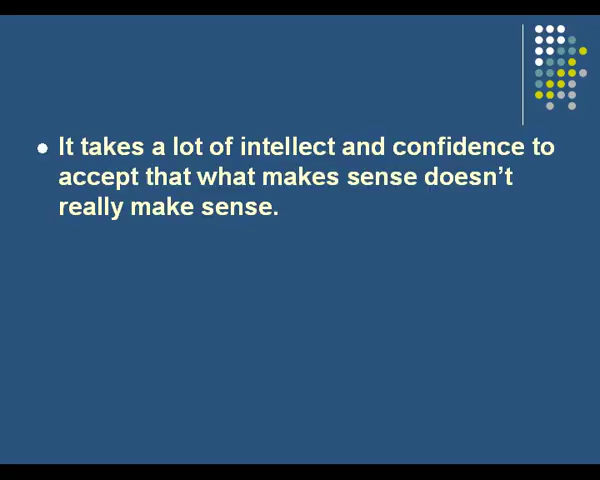 It takes a lot of intellect and confidence to
accept that what makes sense doesn’t
really make sense.